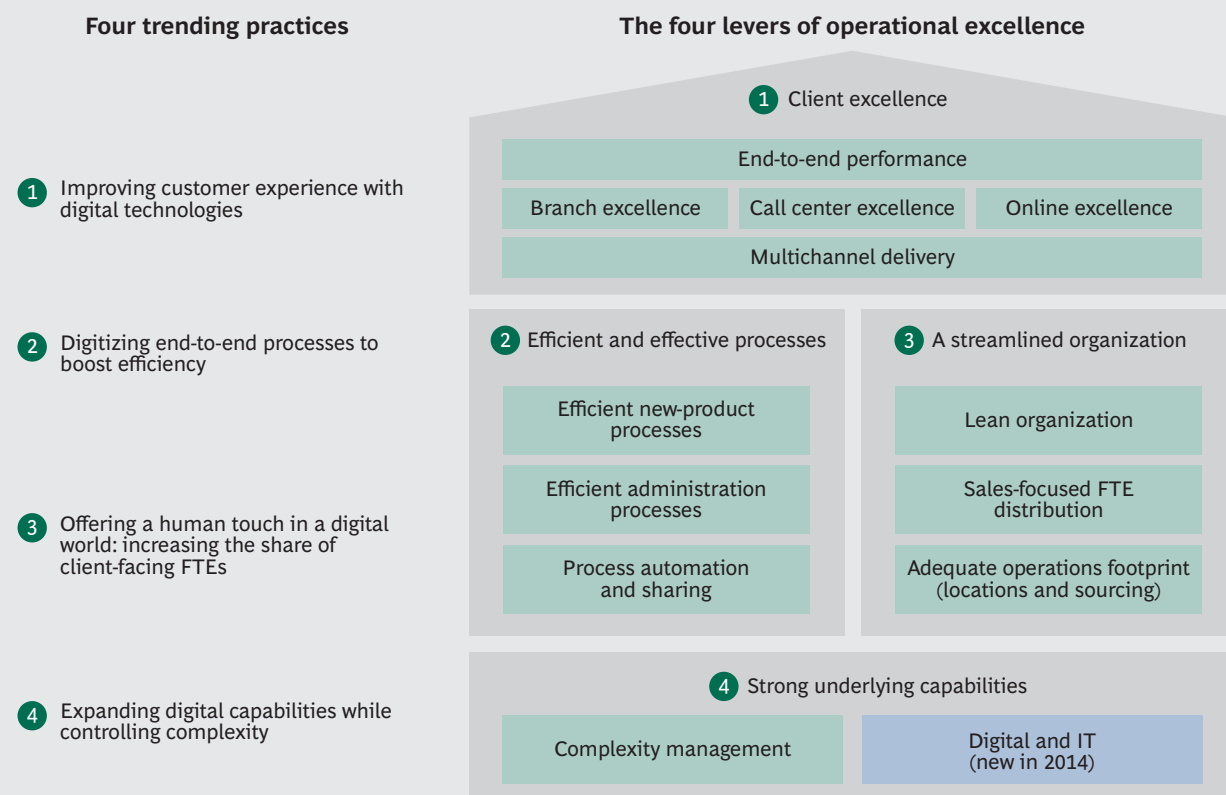 Four trending practices
The four levers of operational excellence
1 Improving customer experience with
digital technologies
2 Digitizing end-to-end processes to
boost efficiency
3 Offering a human touch in a digital
world: increasing the share of
client-facing FTEs
4 Expanding digital capabilities while
controlling complexity
1 Client excellence
End-to-end performance
Branch excellence
Call center excellence
Online excellence
Multichannel delivery
2 Efficient and effective processes
Efficient new-product
processes
Efficient administration
processes
Process automation
and sharing
3 A streamlined organization
Lean organization
Sales-focused FTE
distribution
Adequate operations footprint
(locations and sourcing)
4 Strong underlying capabilities
Complexity management
Digital and IT
(new in 2014)